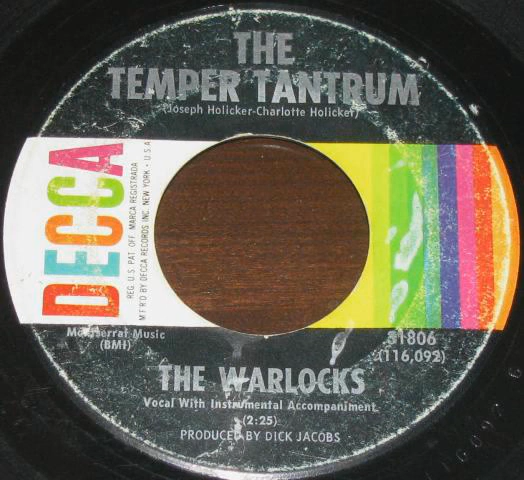 THE
TEMPER TANTRUM
(Joseph Holicker-Charlotte Holicker)
DECCA
REG. U.S. PAT. OFF. MARCA REGISTRADA
M'F'R'D BY DECCA RECORDS INC. NEW YORK • U.S.A.
Montserrat Music
(BMI)
31806
(116,092)
THE WARLOCKS
Vocal With Instrumental Accompaniment
(2:25)
PRODUCED BY DICK JACOBS